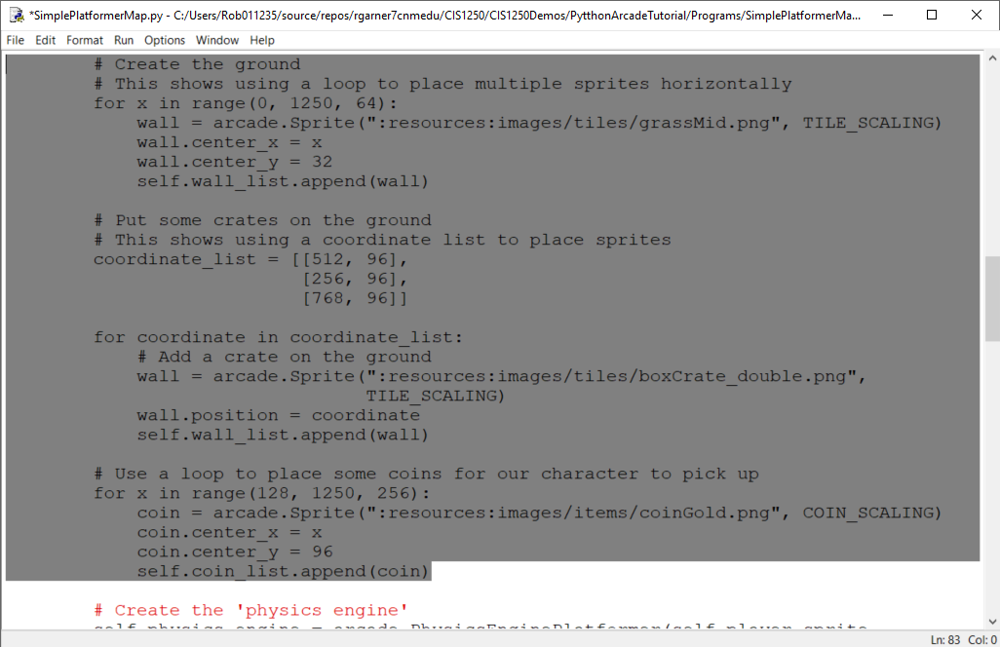 *SimplePlatformerMap.py - C:/Users/Rob011235/source/repos/rgarner7cnmedu/CIS1250/CIS1250Demos/PytthonArcadeTutorial/Programs/SimplePlatformerMa...
File Edit Format Run Options Window Help
# Create the ground
# This shows using a loop to place multiple sprites horizontally
for x in range(0, 1250, 64):
wall = arcade.Sprite(":resources:images/tiles/grassMid.png", TILE_SCALING)
wall.center_x = x
wall.center_y = 32
self.wall_list.append(wall)
# Put some crates on the ground
# This shows using a coordinate list to place sprites
coordinate_list = [[512, 96],
[256, 96],
[768, 96]]
for coordinate in coordinate_list:
# Add a crate on the ground
wall = arcade.Sprite(":resources:images/tiles/boxCrate_double.png",
TILE_SCALING)
wall.position = coordinate
self.wall_list.append(wall)
# Use a loop to place some coins for our character to pick up
for x in range(128, 1250, 256):
coin = arcade.Sprite(":resources:images/items/coinGold.png", COIN_SCALING)
coin.center_x = x
coin.center_y = 96
self.coin_list.append(coin)
# Create the 'physics engine'
self.physics_engine = arcade.PhysicsEnginePlatformer(self.player_sprite,
Ln: 83 Col: 0